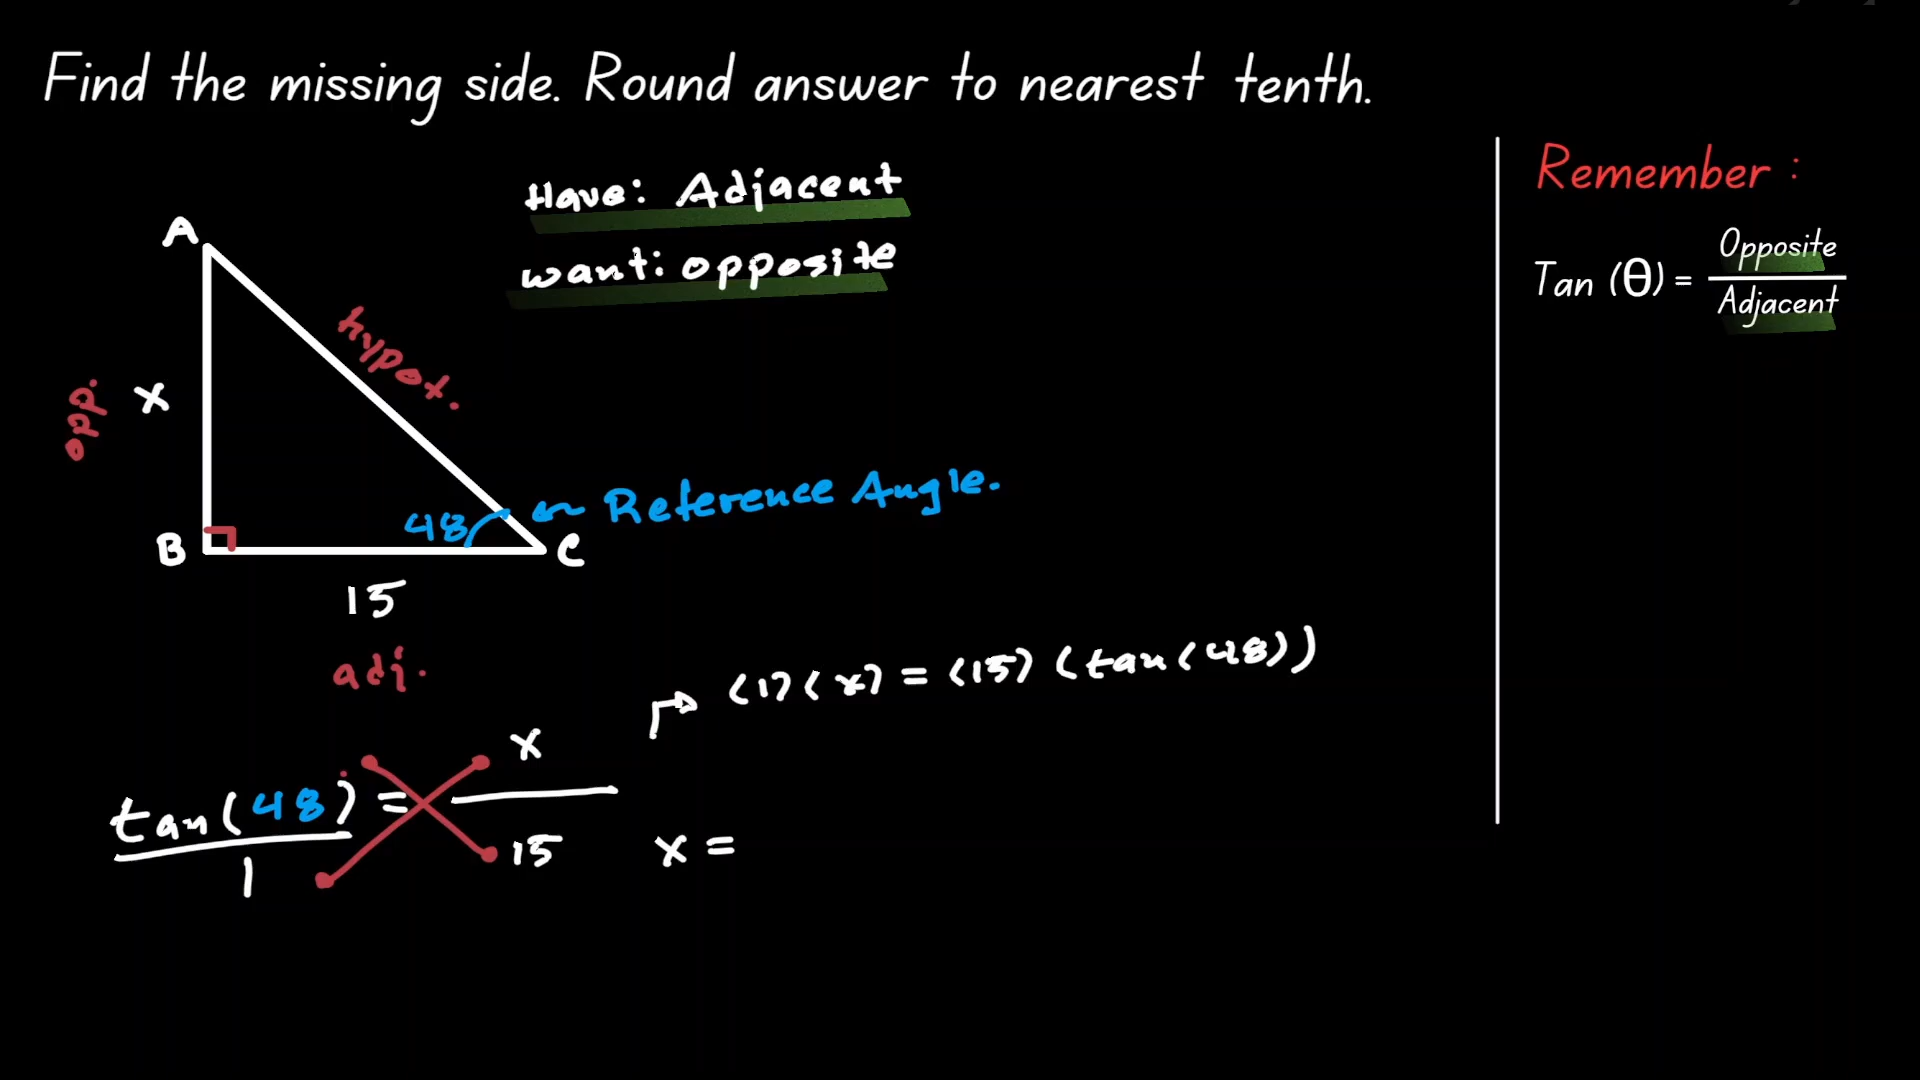 Find the missing side. Round answer to nearest tenth.
Have: Adjacent
want: opposite
Remember :
Tan (θ) = Opposite
Adjacent
A
hypot.
opp.
x
48
Reference Angle.
B
C
15
adj.
(1)(x) = (15)(tan(48))
tan(48) = x
1
15
x =